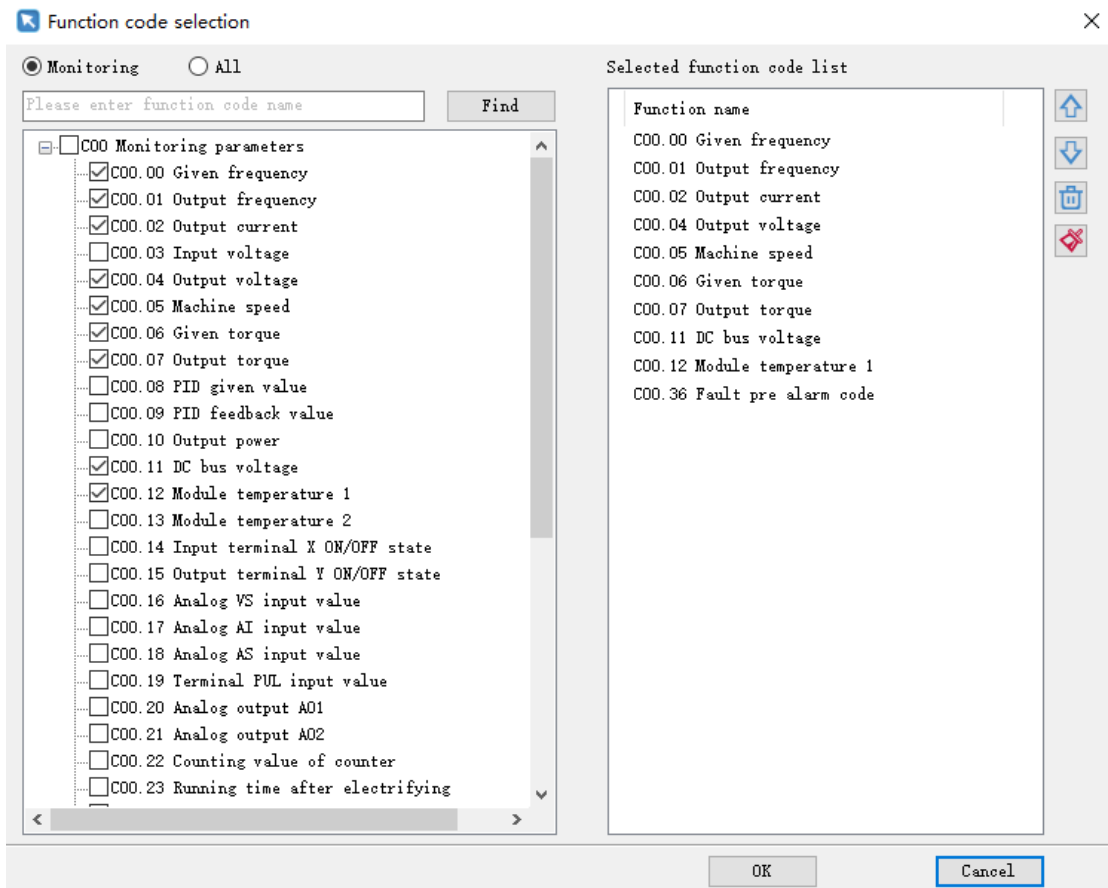 Function code selection
Monitoring All
Please enter function code name Find
C00 Monitoring parameters
C00.00 Given frequency
C00.01 Output frequency
C00.02 Output current
C00.03 Input voltage
C00.04 Output voltage
C00.05 Machine speed
C00.06 Given torque
C00.07 Output torque
C00.08 PID given value
C00.09 PID feedback value
C00.10 Output power
C00.11 DC bus voltage
C00.12 Module temperature 1
C00.13 Module temperature 2
C00.14 Input terminal X ON/OFF state
C00.15 Output terminal Y ON/OFF state
C00.16 Analog VS input value
C00.17 Analog AI input value
C00.18 Analog AS input value
C00.19 Terminal PUL input value
C00.20 Analog output AO1
C00.21 Analog output AO2
C00.22 Counting value of counter
C00.23 Running time after electrifying
Selected function code list
Function name
C00.00 Given frequency
C00.01 Output frequency
C00.02 Output current
C00.04 Output voltage
C00.05 Machine speed
C00.06 Given torque
C00.07 Output torque
C00.11 DC bus voltage
C00.12 Module temperature 1
C00.36 Fault pre alarm code
OK Cancel